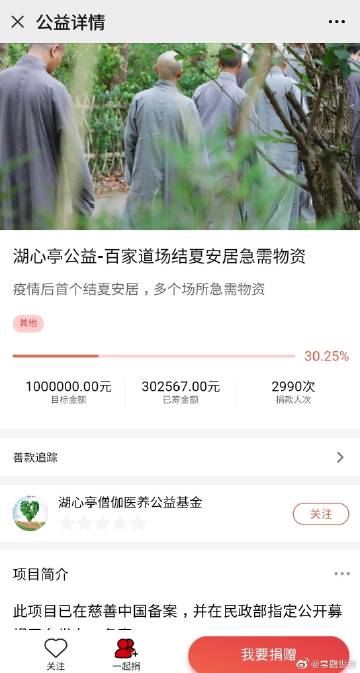 公益详情
湖心亭公益-百家道场结夏安居急需物资
疫情后首个结夏安居，多个场所急需物资
其他
30.25%
1000000.00元 302567.00元 2990次
目标金额 已筹金额 捐款人次
善款追踪
湖心亭僧伽医养公益基金
关注
项目简介
此项目已在慈善中国备案，并在民政部指定公开募
关注 一起捐 我要捐赠